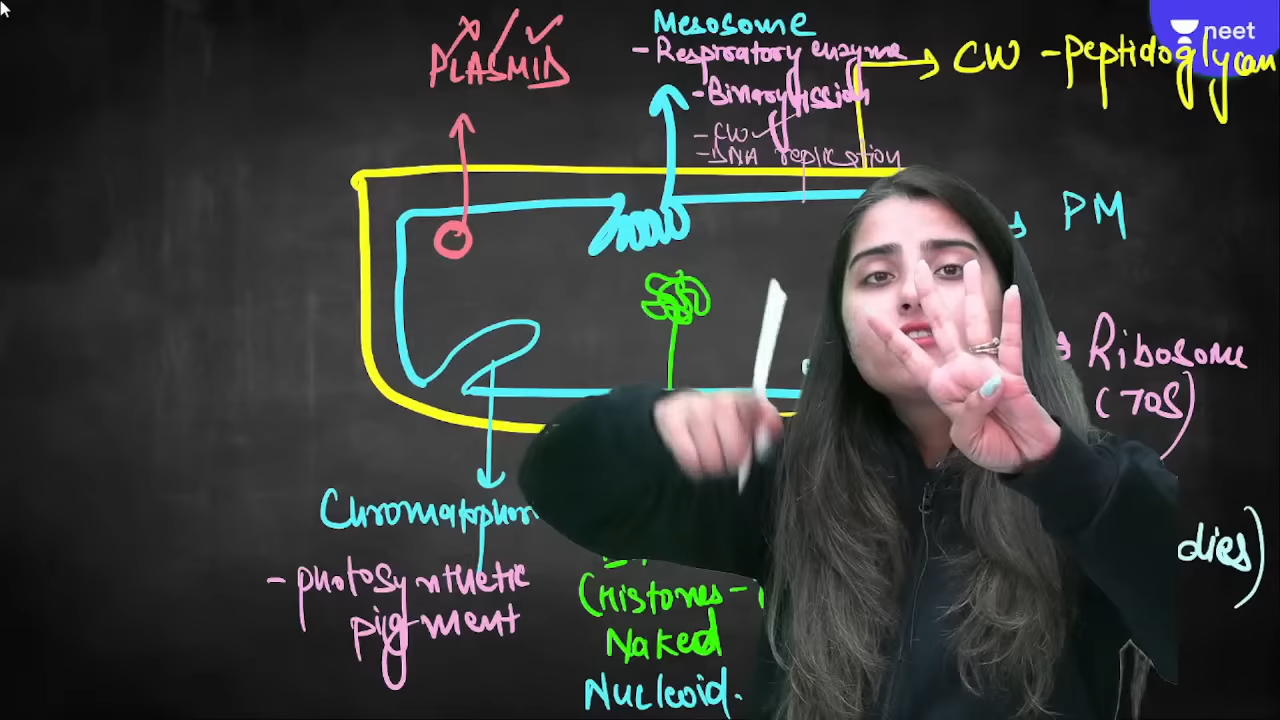 neet
PLASMID
Mesosome
- Respiratory enzyme
- Binary fission
- CW
- DNA replication
CW - Peptidoglycan
PM
Ribosome
(70S)
- photosynthetic
pigment
(Histones -
Naked
Nucleoid.
dies)